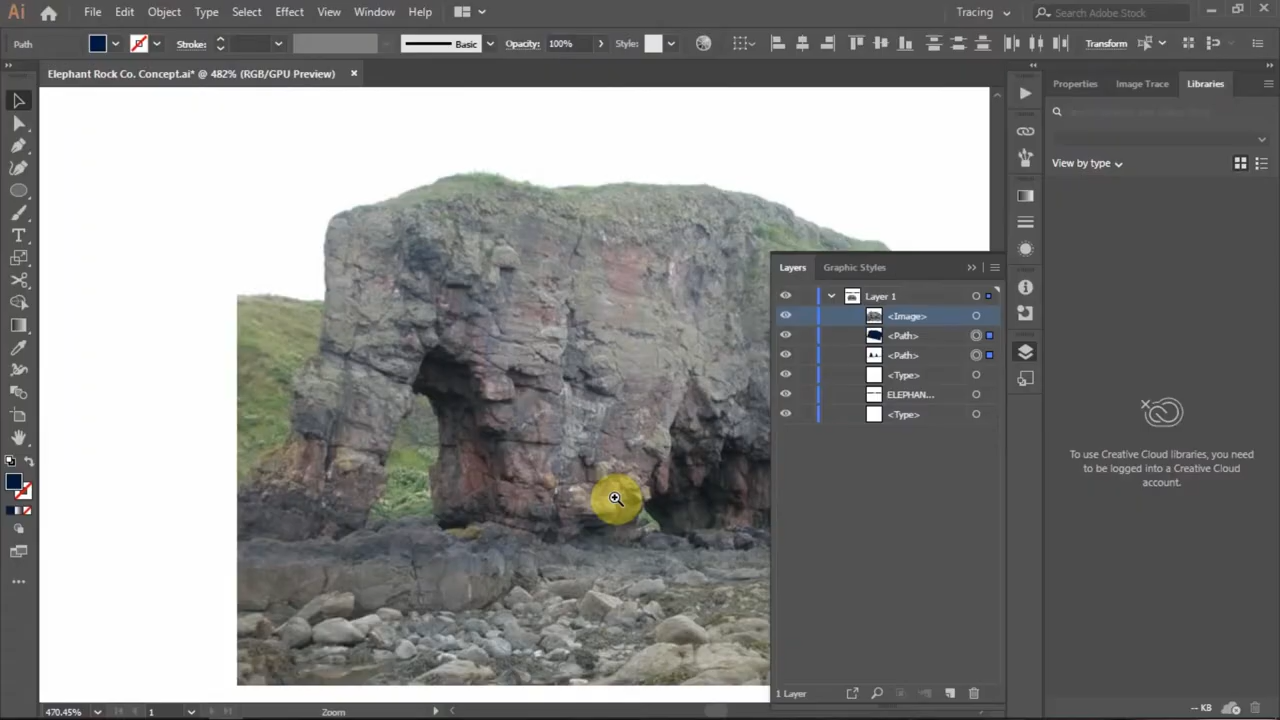 Ai File Edit Object Type Select Effect View Window Help Tracing Search Adobe Stock
Path Stroke: Basic Opacity: 100% Style: Transform
Elephant Rock Co. Concept.ai* @ 482% (RGB/GPU Preview)
Properties Image Trace Libraries
View by type
Layers Graphic Styles
Layer 1
<Image>
<Path>
<Path>
<Type>
ELEPHAN...
<Type>
To use Creative Cloud libraries, you need to be logged into a Creative Cloud account.
1 Layer
470.45% 1 Zoom -- KB